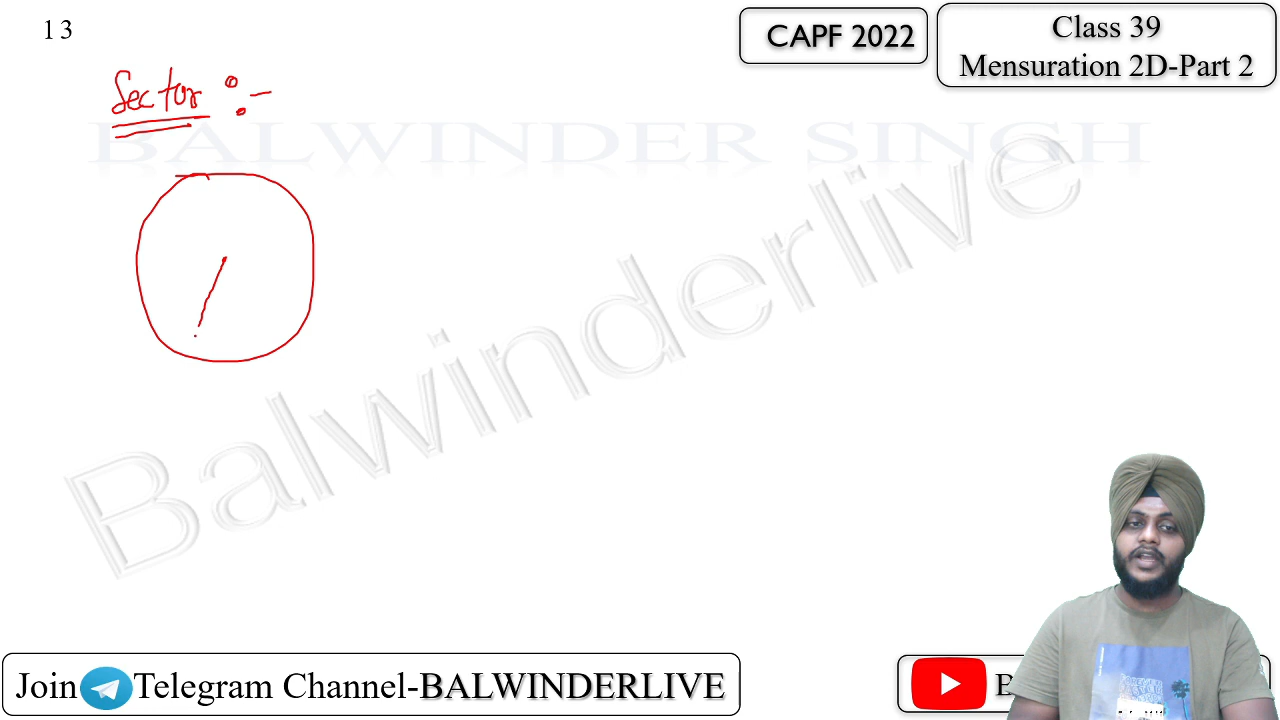 13
CAPF 2022
Class 39
Mensuration 2D-Part 2
Sector :-
BALWINDER SINGH
Balwinderlive
Join Telegram Channel-BALWINDERLIVE